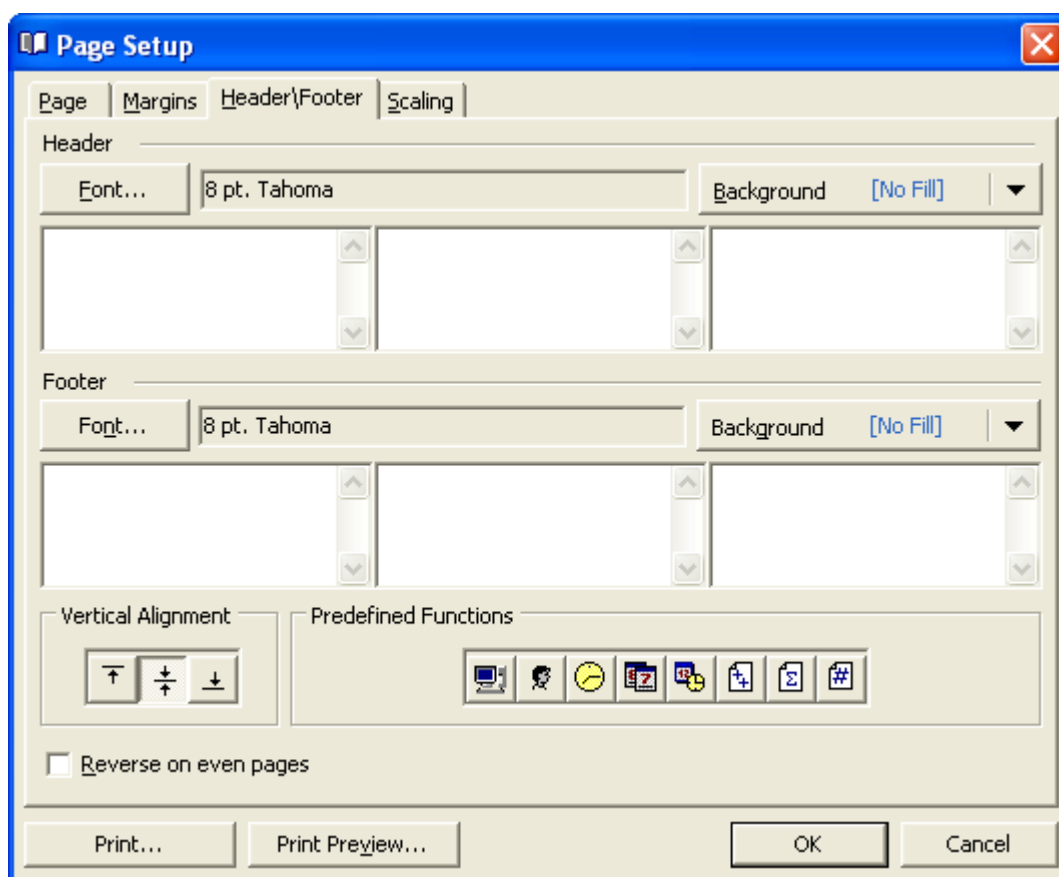 Page Setup
Page Margins Header\Footer Scaling
Header
Font... 8 pt. Tahoma Background [No Fill]
Footer
Font... 8 pt. Tahoma Background [No Fill]
Vertical Alignment Predefined Functions
Σ #
Reverse on even pages
Print... Print Preview... OK Cancel